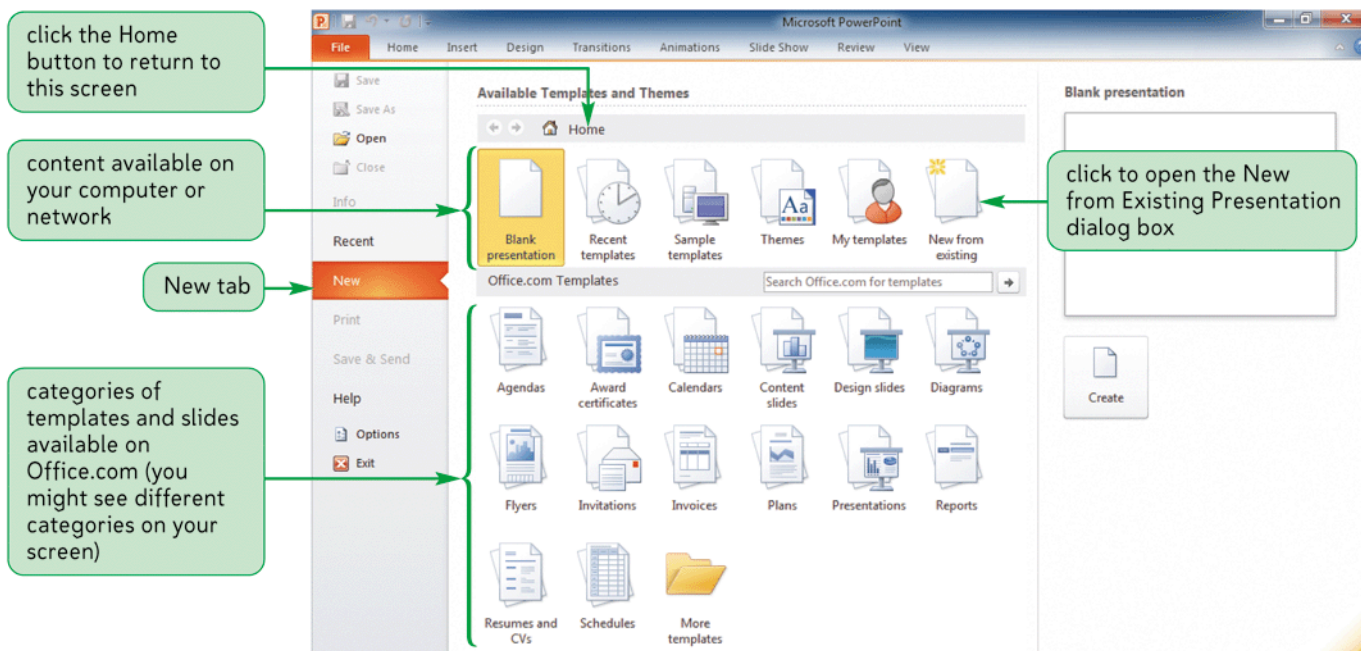 Microsoft PowerPoint
File Home Insert Design Transitions Animations Slide Show Review View
click the Home
button to return to
this screen
content available on
your computer or
network
New tab
categories of
templates and slides
available on
Office.com (you
might see different
categories on your
screen)
Save
Save As
Open
Close
Info
Recent
New
Print
Save & Send
Help
Options
Exit
Available Templates and Themes
Home
Blank
presentation
Recent
templates
Sample
templates
Aa
Themes
My templates
New from
existing
Office.com Templates
Search Office.com for templates
Agendas
Award
certificates
Calendars
Content
slides
Design slides
Diagrams
Flyers
Invitations
Invoices
Plans
Presentations
Reports
Resumes and
CVs
Schedules
More
templates
Blank presentation
click to open the New
from Existing Presentation
dialog box
Create